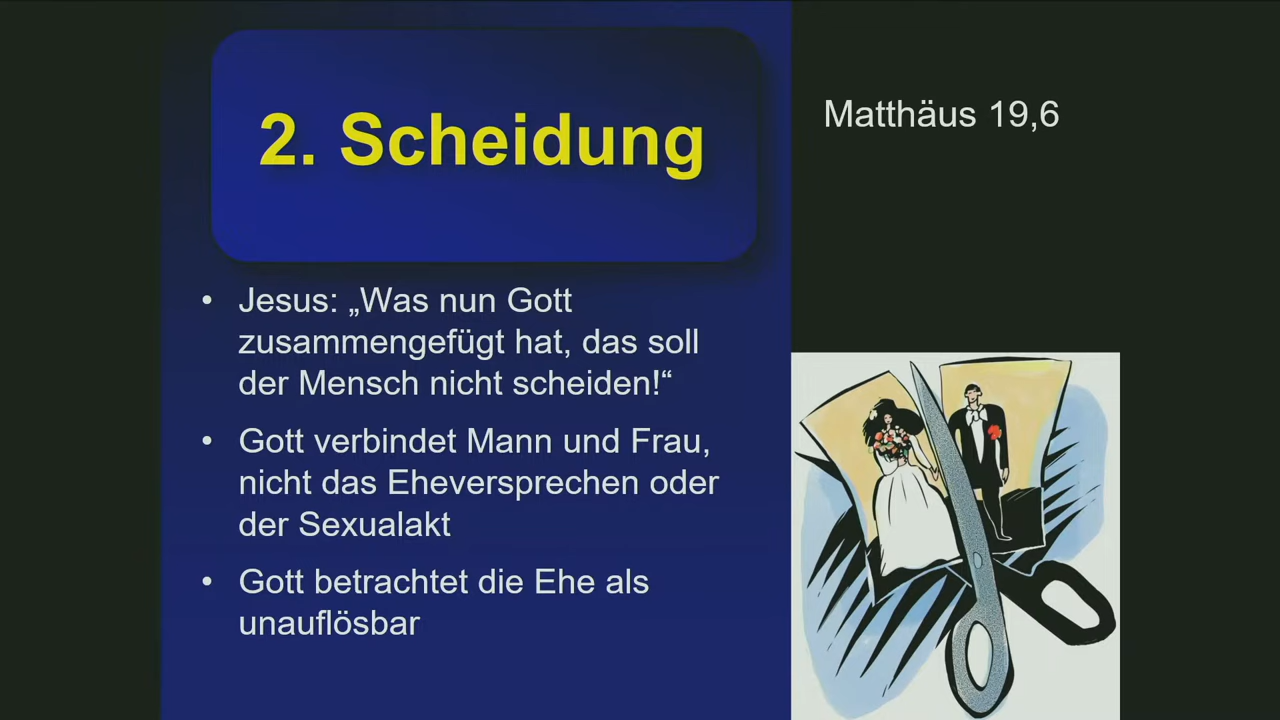 2. Scheidung
Matthäus 19,6
• Jesus: „Was nun Gott
zusammengefügt hat, das soll
der Mensch nicht scheiden!“
• Gott verbindet Mann und Frau,
nicht das Eheversprechen oder
der Sexualakt
• Gott betrachtet die Ehe als
unauflösbar